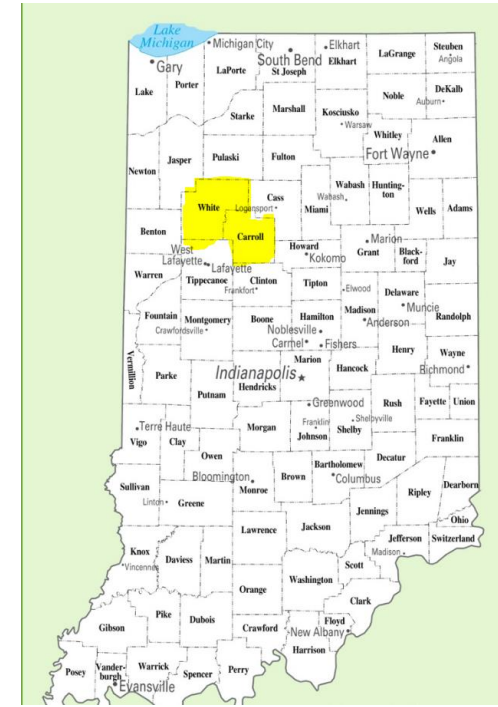 Lake
Michigan
Michigan City
Elkhart
South Bend
Steuben
LaGrange
Angola
Gary
LaPorte
St Joseph
Elkhart
Lake
Porter
Noble
DeKalb
Auburn
Marshall
Kosciusko
Starke
Warsaw
Whitley
Allen
Fort Wayne
Jasper
Pulaski
Fulton
Newton
Wabash
Hunting-
ton
White
Cass
Logansport
Wabash
Miami
Wells
Adams
Benton
Carroll
Howard
Marion
Grant
Black-
ford
West
Lafayette
Lafayette
Kokomo
Jay
Warren
Tippecanoe
Clinton
Frankfort
Tipton
Elwood
Delaware
Muncie
Fountain
Montgomery
Boone
Hamilton
Madison
Randolph
Crawfordsville
Noblesville
Anderson
Carmel
Fishers
Vermillion
Marion
Henry
Wayne
Parke
Indianapolis
Hancock
Richmond
Hendricks
Putnam
Greenwood
Rush
Fayette
Union
Terre Haute
Morgan
Franklin
Shelbyville
Vigo
Clay
Johnson
Shelby
Franklin
Owen
Decatur
Bartholomew
Bloomington
Brown
Columbus
Dearborn
Sullivan
Monroe
Ripley
Linton
Greene
Jennings
Jackson
Ohio
Lawrence
Jefferson
Switzerland
Knox
Madison
Vincennes
Daviess
Martin
Scott
Washington
Orange
Clark
Pike
Dubois
Floyd
Gibson
Crawford
New Albany
Harrison
Posey
Vander-
burgh
Warrick
Perry
Spencer
Evansville